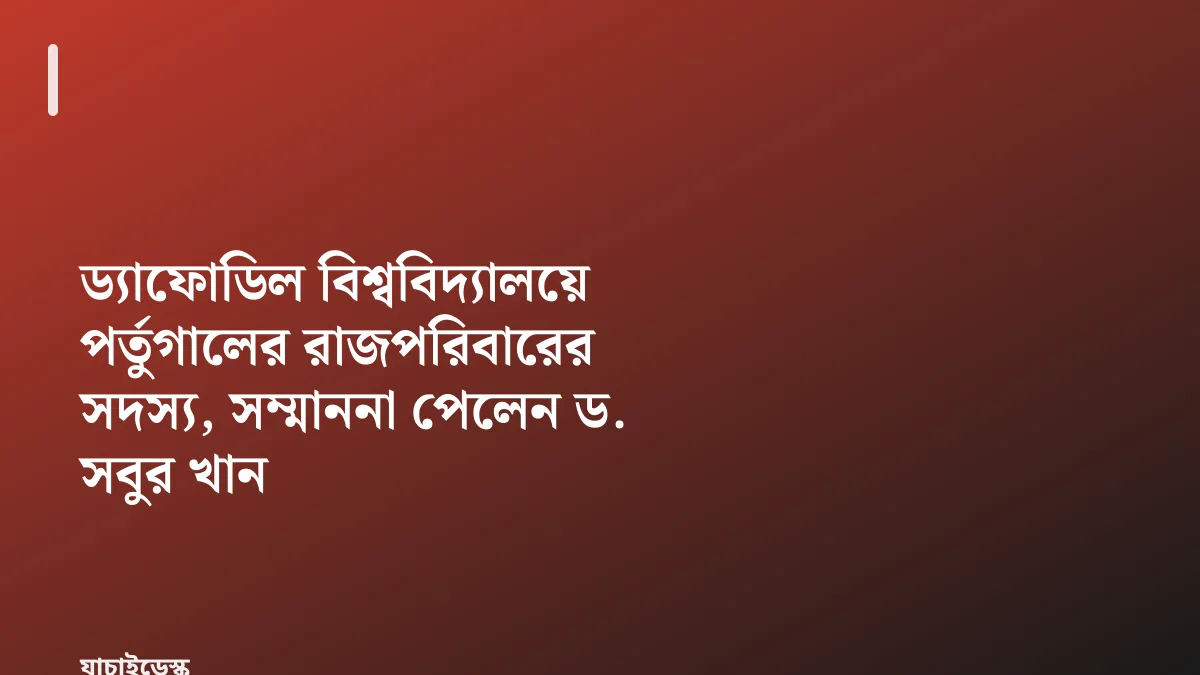 ড্যাফোডিল বিশ্ববিদ্যালয়ে
পর্তুগালের রাজপরিবারের
সদস্য, সম্মাননা পেলেন ড.
সবুর খান
যাচাইডেস্ক